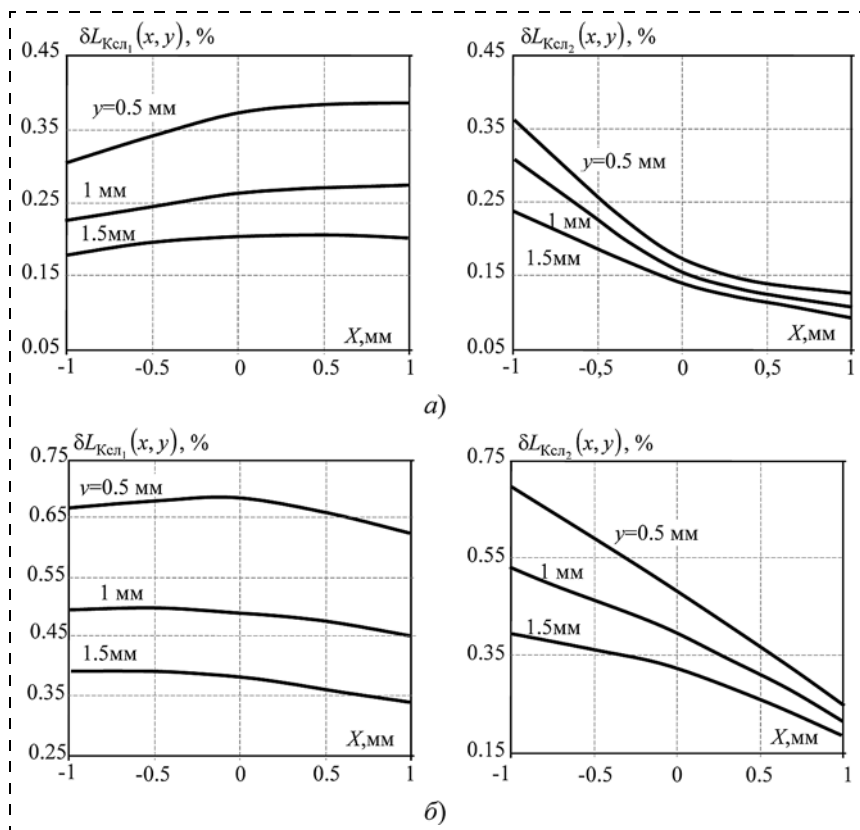 δL_Ксл₁(x, y), %
0.45
0.35
0.25
0.15
0.05
y=0.5 мм
1 мм
1.5мм
X,мм
-1 -0.5 0 0.5 1
δL_Ксл₂(x, y), %
0.45
0.35
0.25
0.15
0.05
y=0.5 мм
1 мм
1.5мм
X,мм
-1 -0,5 0 0,5 1
а)
δL_Ксл₁(x, y), %
0.75
0.65
0.55
0.45
0.35
0.25
y=0.5 мм
1 мм
1.5мм
X,мм
-1 -0.5 0 0.5 1
δL_Ксл₂(x, y), %
0.75
0.55
0.35
0.15
y=0.5 мм
1 мм
1.5мм
X,мм
-1 -0.5 0 0.5 1
б)